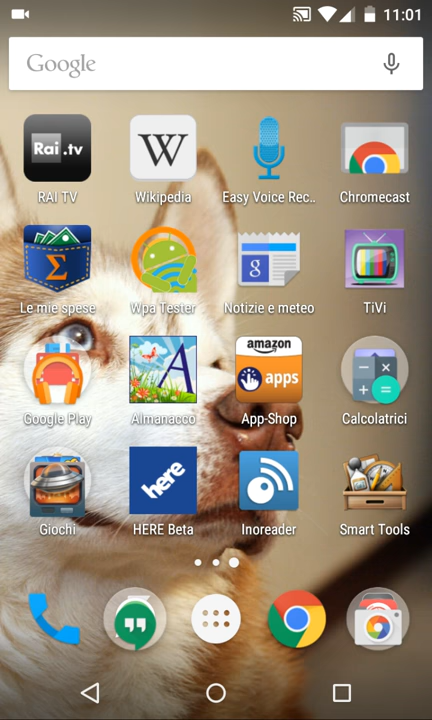 11:01
Google
Rai.tv
W
RAI TV
Wikipedia
Easy Voice Rec..
Chromecast
Σ
g
Le mie spese
Wpa Tester
Notizie e meteo
TiVi
A
amazon
apps
Google Play
Almanacco
App-Shop
Calcolatrici
here
Giochi
HERE Beta
Inoreader
Smart Tools